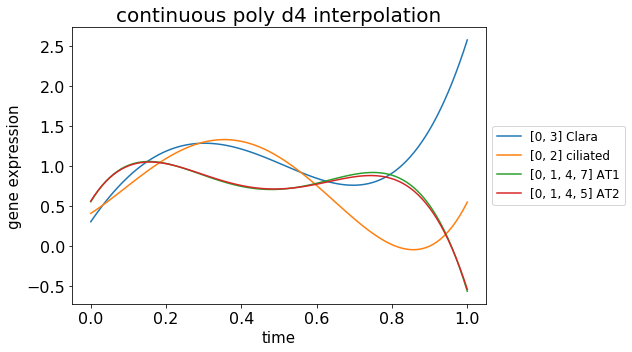 continuous poly d4 interpolation
gene expression
2.5
2.0
1.5
1.0
0.5
0.0
−0.5
0.0 0.2 0.4 0.6 0.8 1.0
time
[0, 3] Clara
[0, 2] ciliated
[0, 1, 4, 7] AT1
[0, 1, 4, 5] AT2